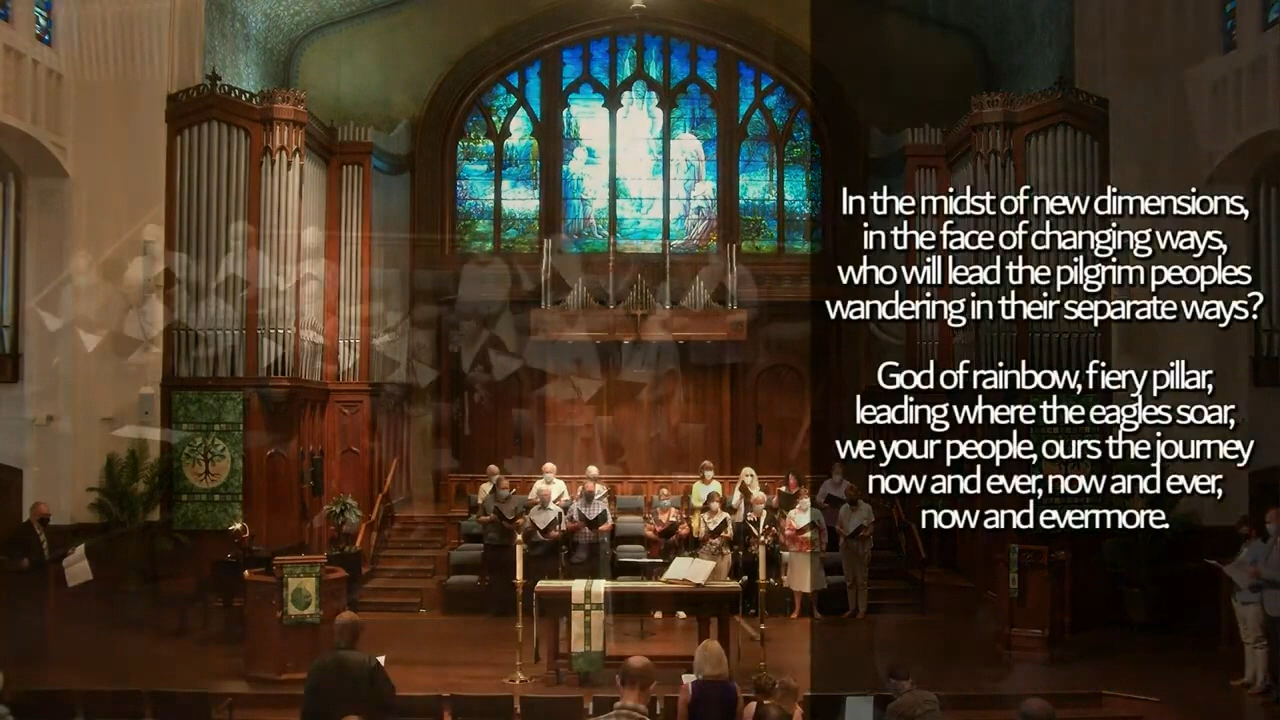 In the midst of new dimensions,
in the face of changing ways,
who will lead the pilgrim peoples
wandering in their separate ways?
God of rainbow, fiery pillar,
leading where the eagles soar,
we your people, ours the journey
now and ever, now and ever,
now and evermore.